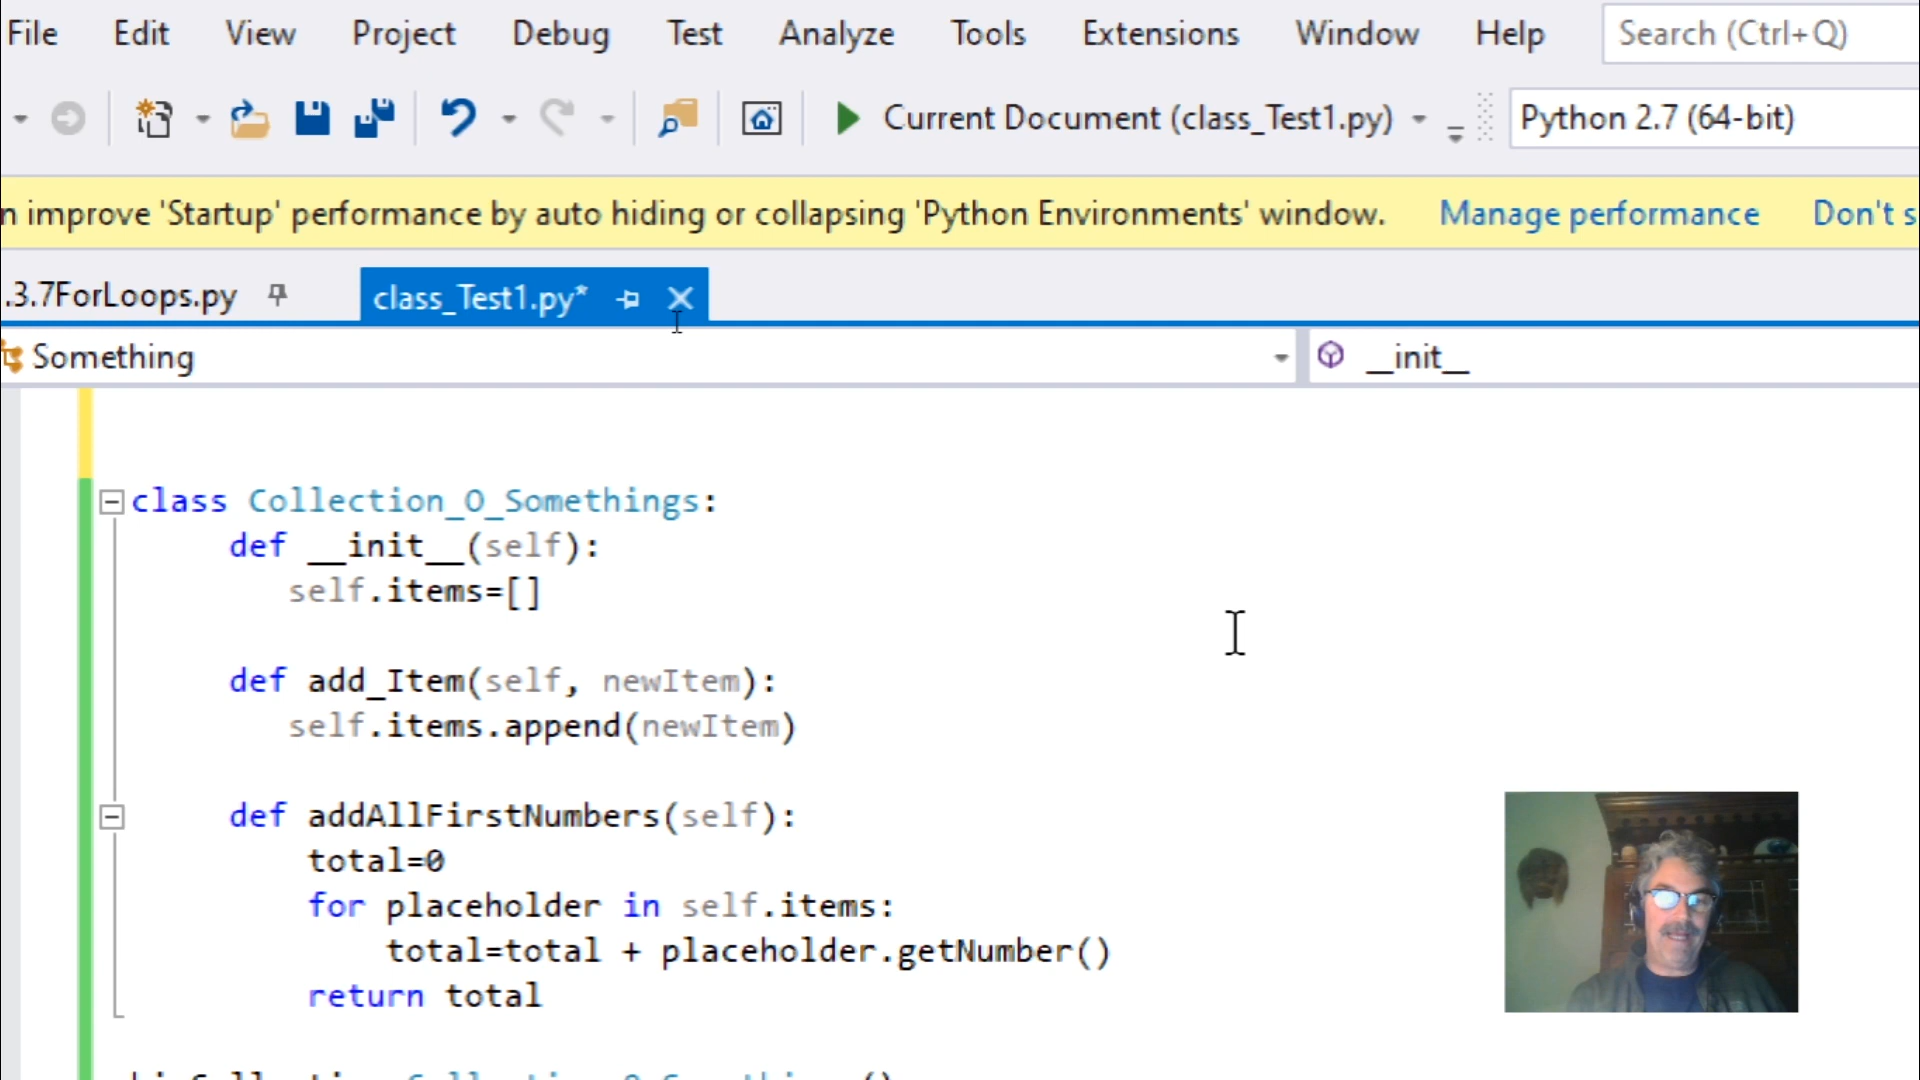 File Edit View Project Debug Test Analyze Tools Extensions Window Help Search (Ctrl+Q)
Current Document (class_Test1.py) Python 2.7 (64-bit)
n improve 'Startup' performance by auto hiding or collapsing 'Python Environments' window. Manage performance Don't s
.3.7ForLoops.py class_Test1.py*
Something __init__
class Collection_O_Somethings:
def __init__(self):
self.items=[]
def add_Item(self, newItem):
self.items.append(newItem)
def addAllFirstNumbers(self):
total=0
for placeholder in self.items:
total=total + placeholder.getNumber()
return total